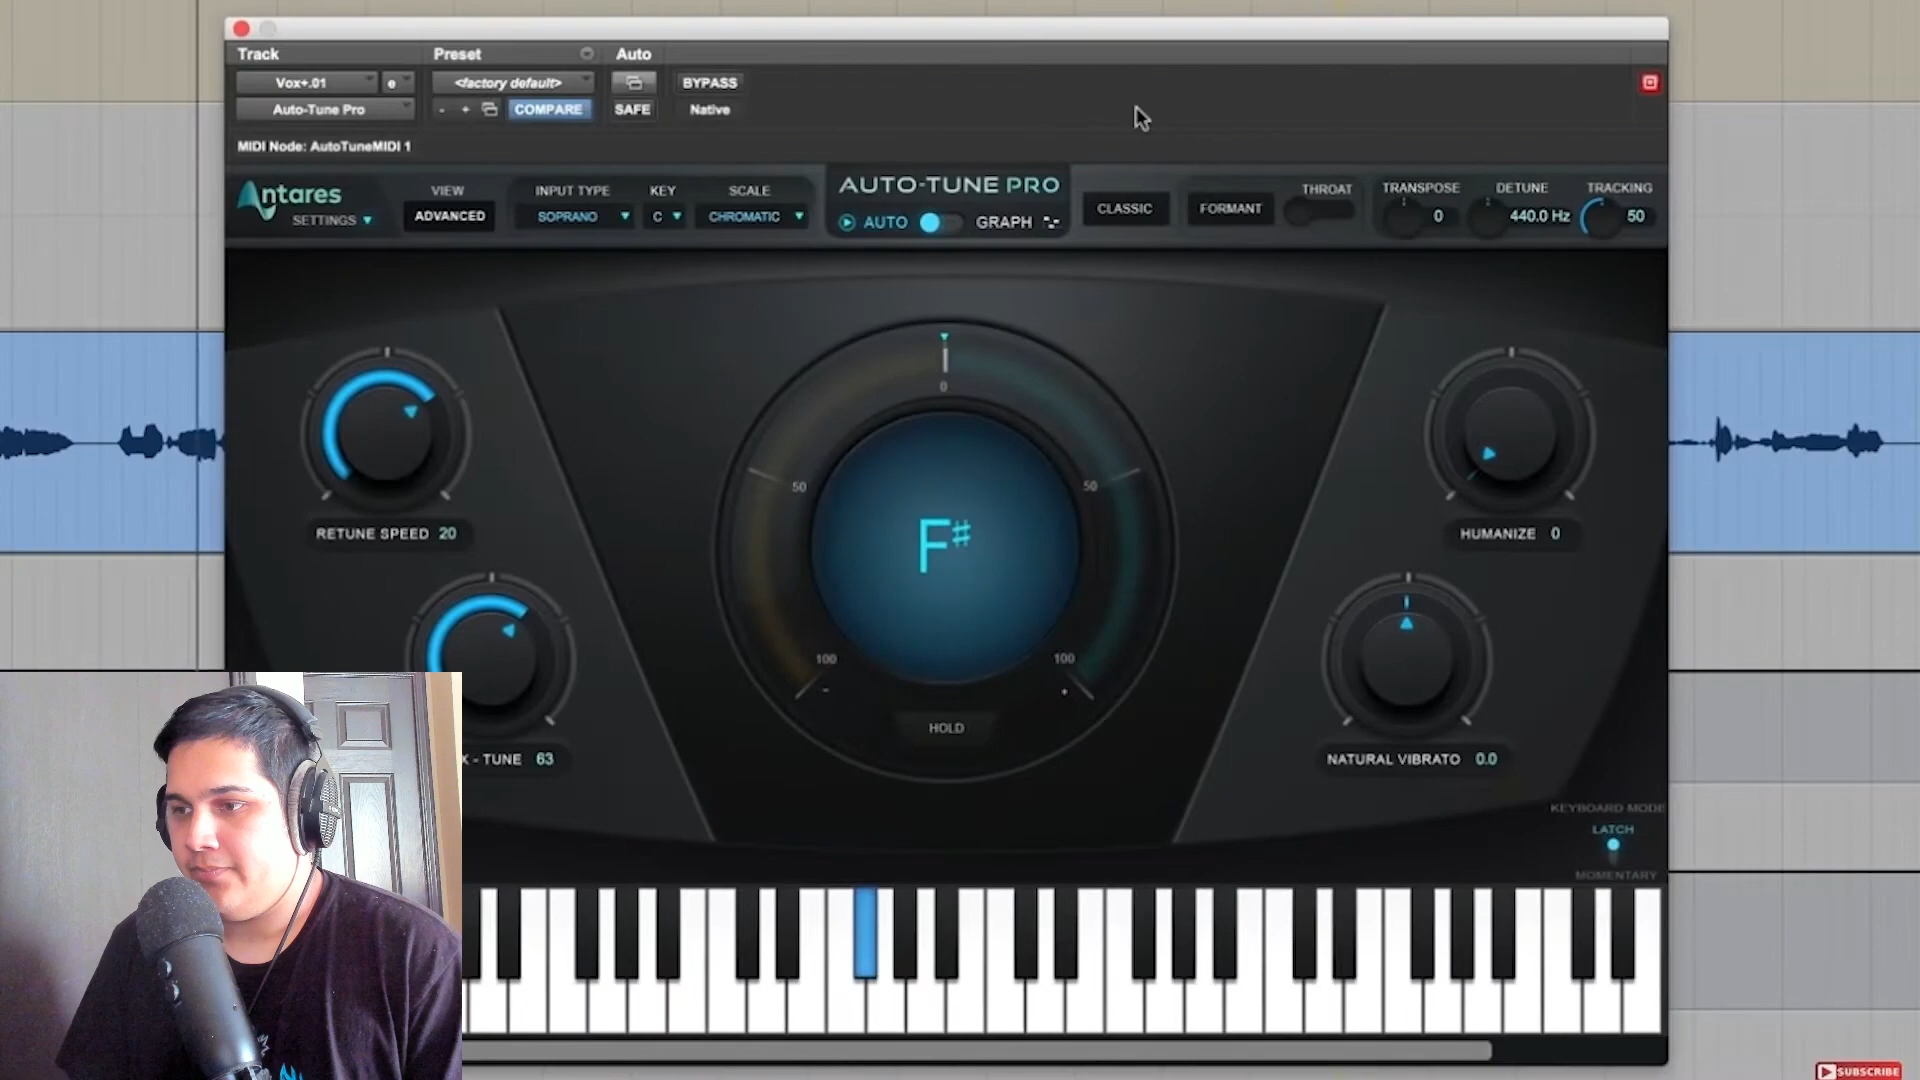 Track
Preset
Auto
Vox+.01
e
<factory default>
BYPASS
Auto-Tune Pro
- +
COMPARE
SAFE
Native
MIDI Node: AutoTuneMIDI 1
Antares
SETTINGS
VIEW
ADVANCED
INPUT TYPE
SOPRANO
KEY
C
SCALE
CHROMATIC
AUTO-TUNE PRO
AUTO
GRAPH
CLASSIC
FORMANT
THROAT
TRANSPOSE
0
DETUNE
440.0 Hz
TRACKING
50
0
50
50
F#
100
100
-
+
HOLD
RETUNE SPEED 20
X-TUNE 63
HUMANIZE 0
NATURAL VIBRATO 0.0
KEYBOARD MODE
LATCH
MOMENTARY
SUBSCRIBE